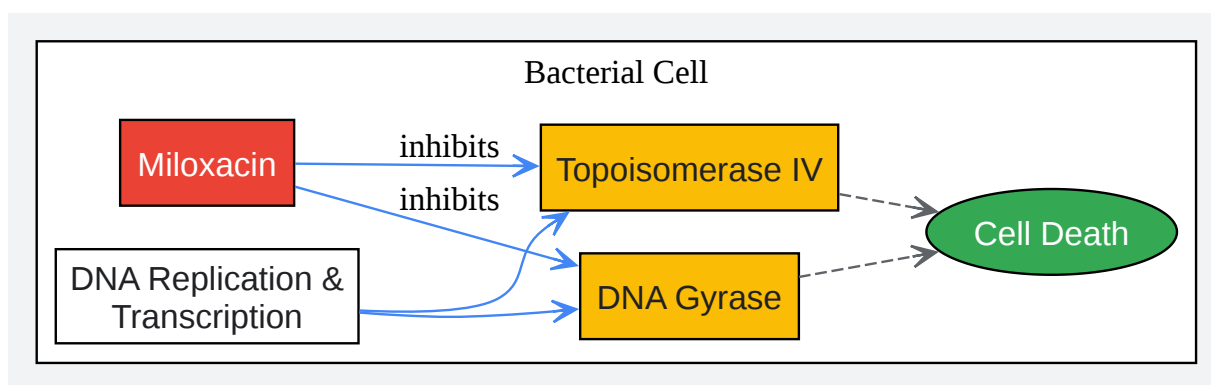 Bacterial Cell
Miloxacin
inhibits
inhibits
Topoisomerase IV
DNA Replication &
Transcription
DNA Gyrase
Cell Death